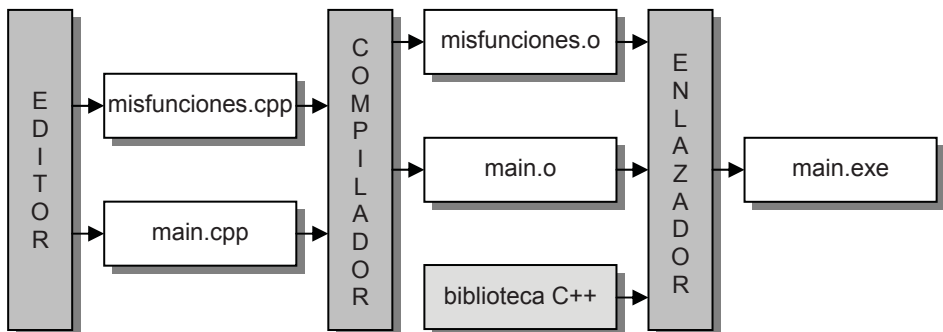 EDITOR
misfunciones.cpp
main.cpp
COMPILADOR
misfunciones.o
main.o
biblioteca C++
ENLAZADOR
main.exe